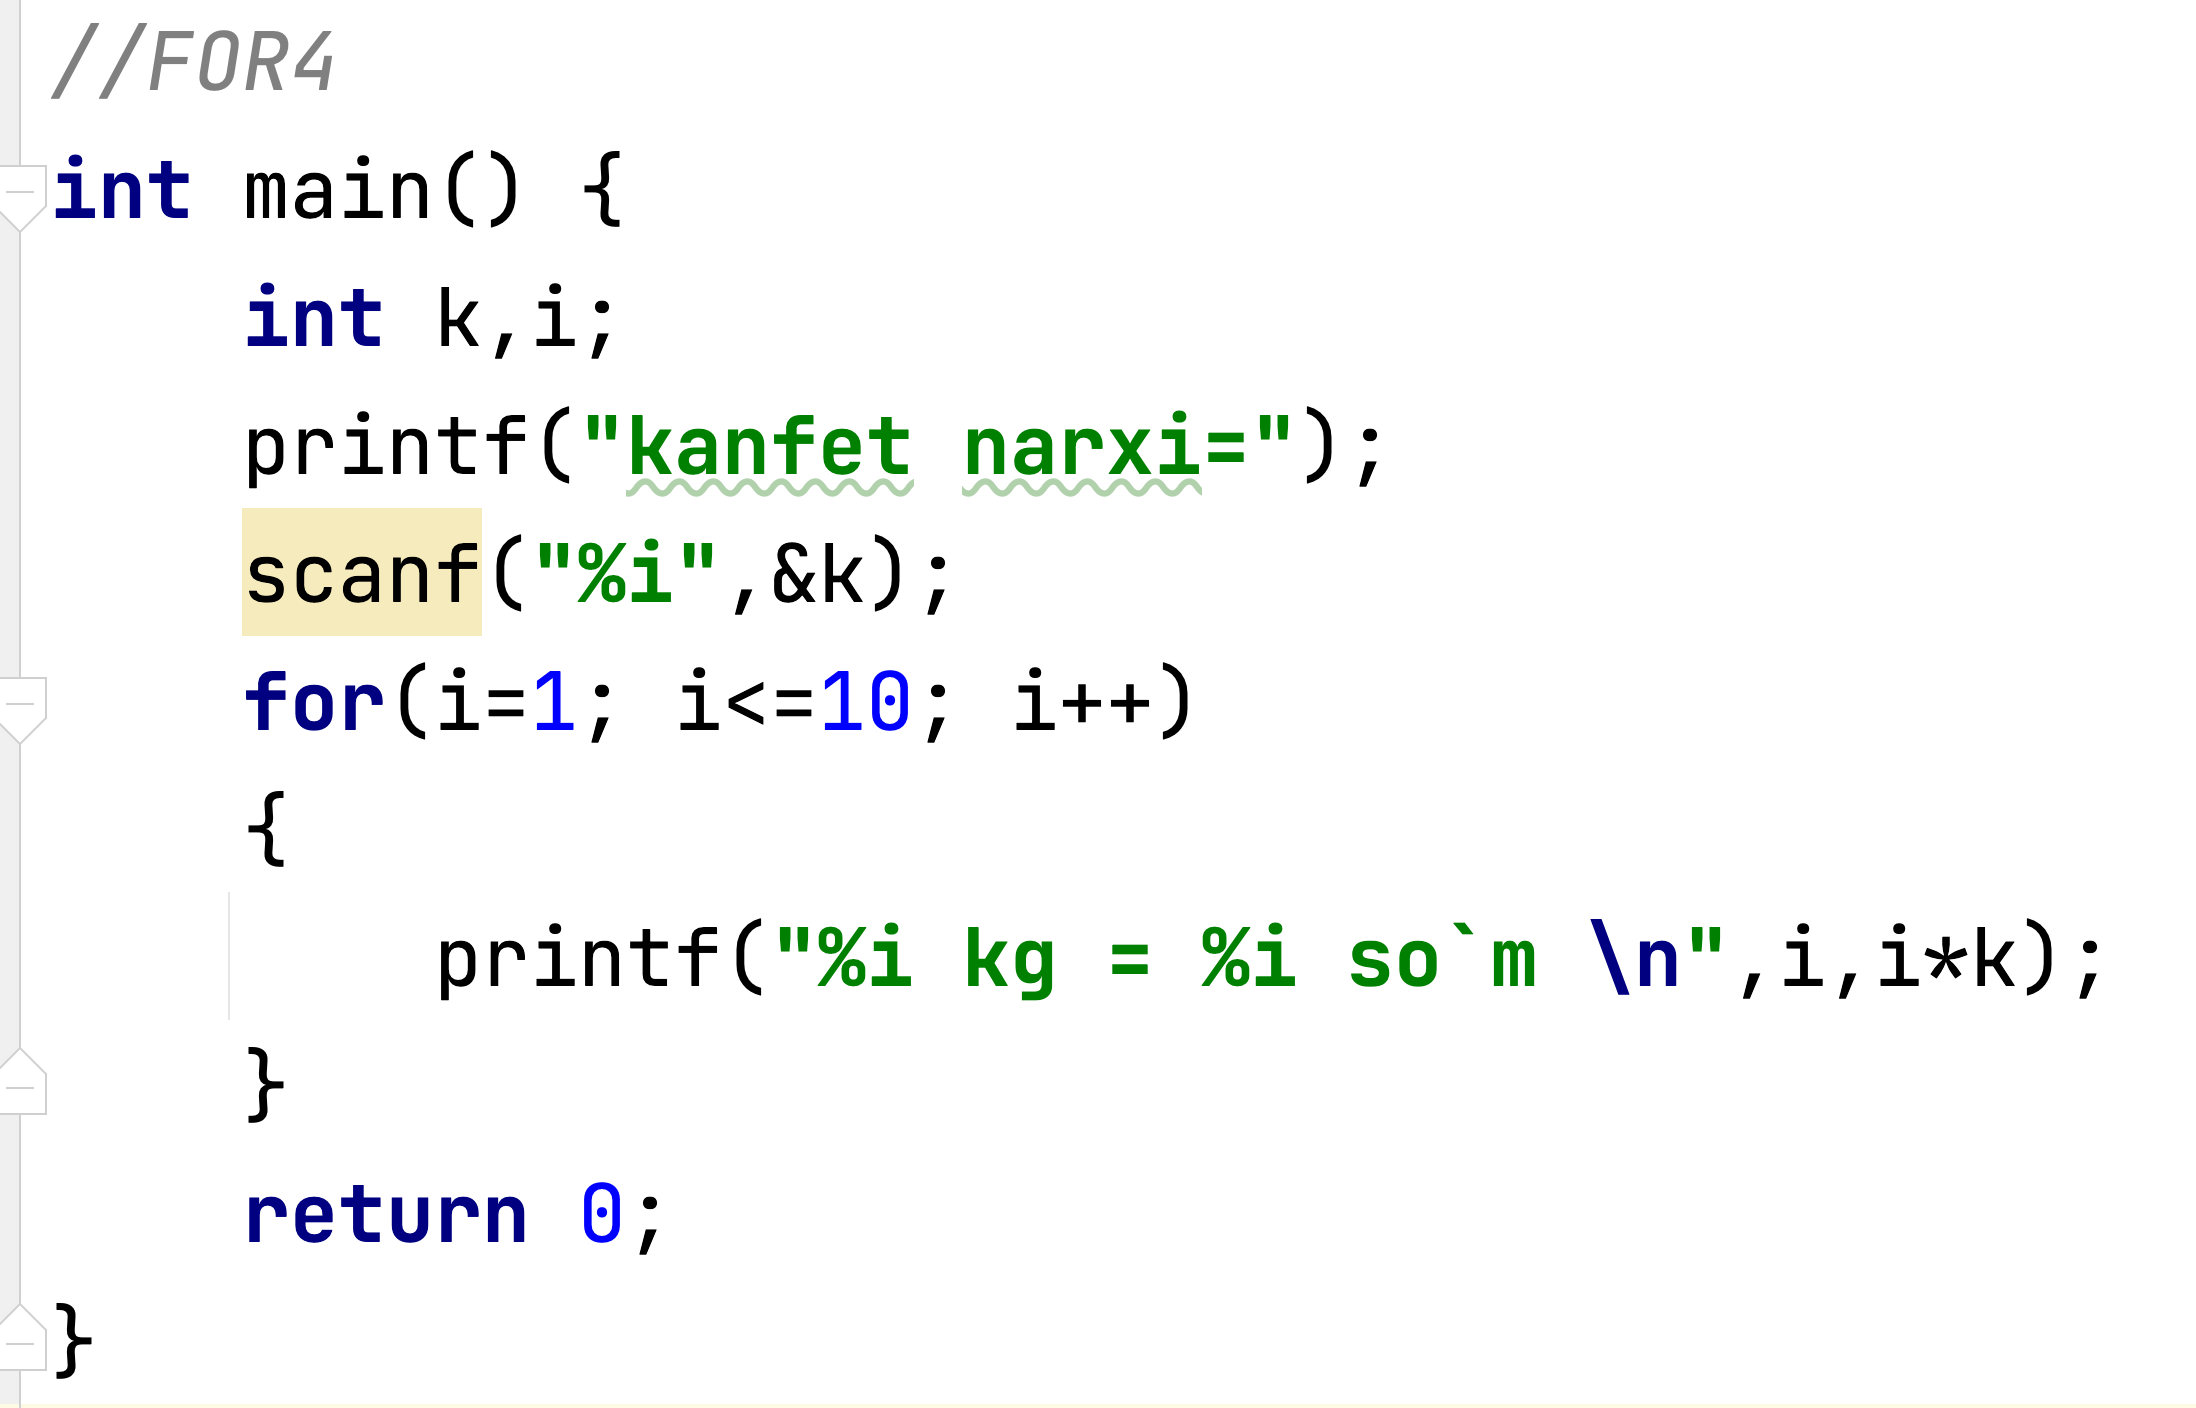 //FOR4
int main() {
    int k,i;
    printf("kanfet narxi=");
    scanf("%i",&k);
    for(i=1; i<=10; i++)
    {
        printf("%i kg = %i so`m \n",i,i*k);
    }
    return 0;
}